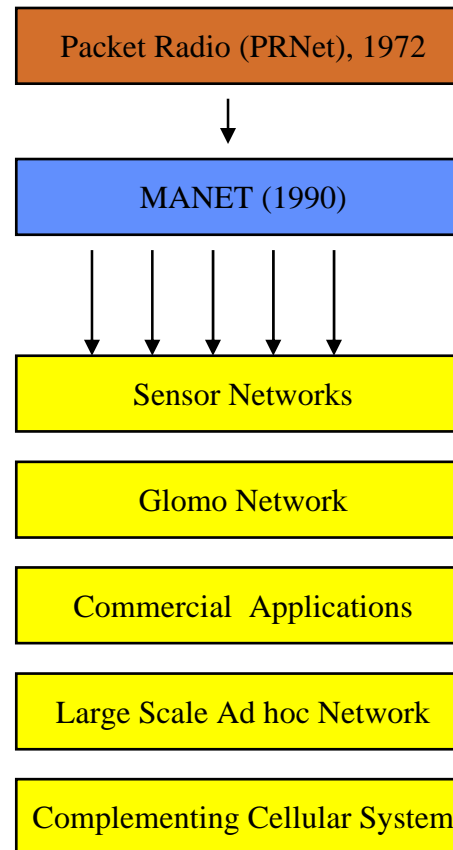 Packet Radio (PRNet), 1972
MANET (1990)
Sensor Networks
Glomo Network
Commercial Applications
Large Scale Ad hoc Network
Complementing Cellular System